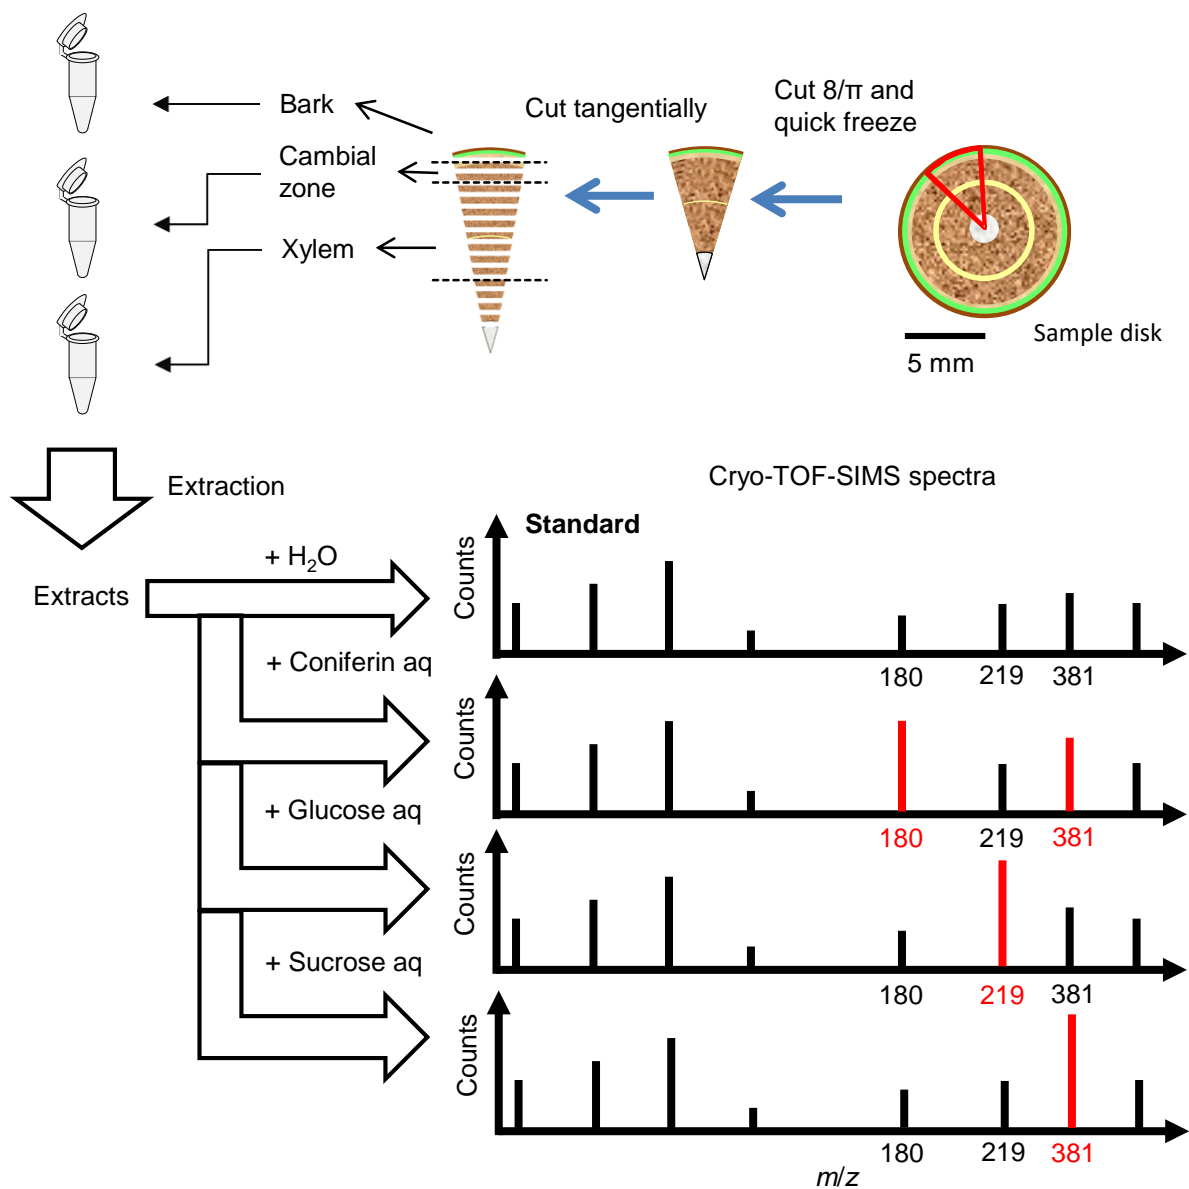 Bark
Cambial
zone
Xylem
Cut tangentially
Cut 8/π and
quick freeze
5 mm
Sample disk
Extraction
Extracts
Cryo-TOF-SIMS spectra
+ H₂O
Standard
Counts
180 219 381
+ Coniferin aq
Counts
180 219 381
+ Glucose aq
Counts
180 219 381
+ Sucrose aq
Counts
180 219 381
m/z